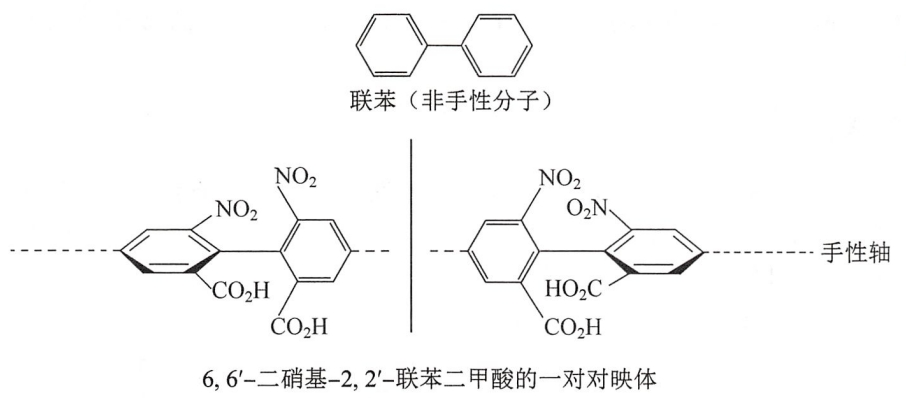 联苯（非手性分子）
NO₂
NO₂
NO₂
O₂N
手性轴
CO₂H
HO₂C
CO₂H
CO₂H
6, 6′–二硝基–2, 2′–联苯二甲酸的一对对映体